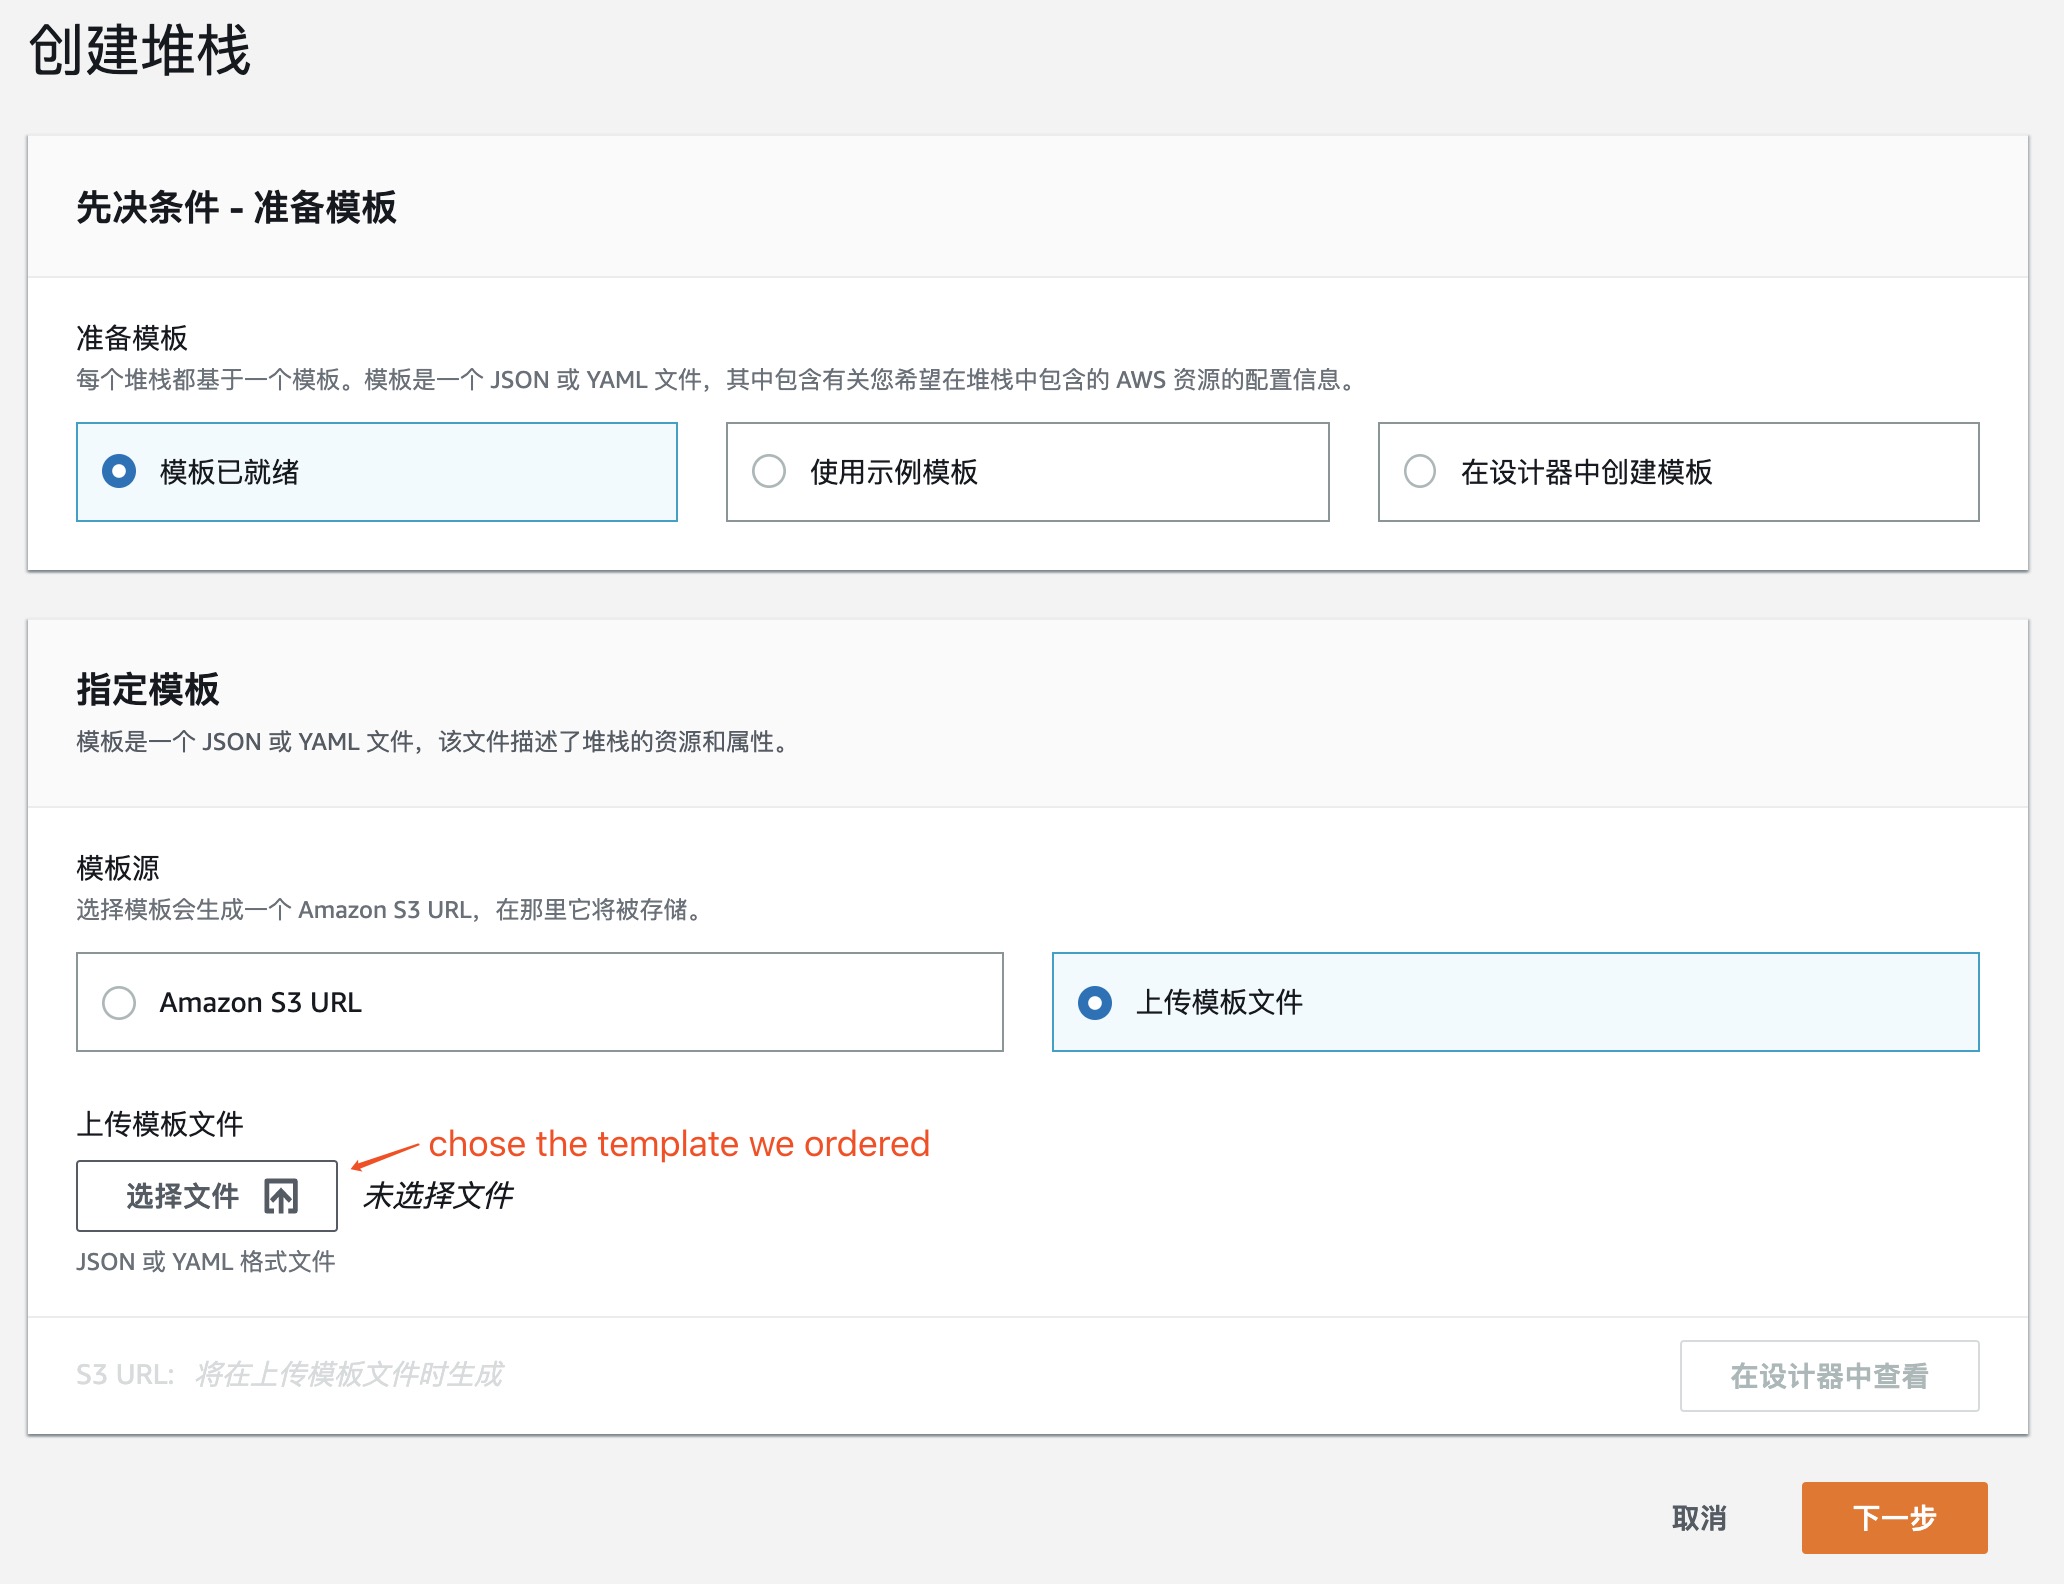 创建堆栈
先决条件 - 准备模板
准备模板
每个堆栈都基于一个模板。模板是一个 JSON 或 YAML 文件，其中包含有关您希望在堆栈中包含的 AWS 资源的配置信息。
模板已就绪
使用示例模板
在设计器中创建模板
指定模板
模板是一个 JSON 或 YAML 文件，该文件描述了堆栈的资源和属性。
模板源
选择模板会生成一个 Amazon S3 URL，在那里它将被存储。
Amazon S3 URL
上传模板文件
上传模板文件
chose the template we ordered
选择文件
未选择文件
JSON 或 YAML 格式文件
S3 URL: 将在上传模板文件时生成
在设计器中查看
取消
下一步